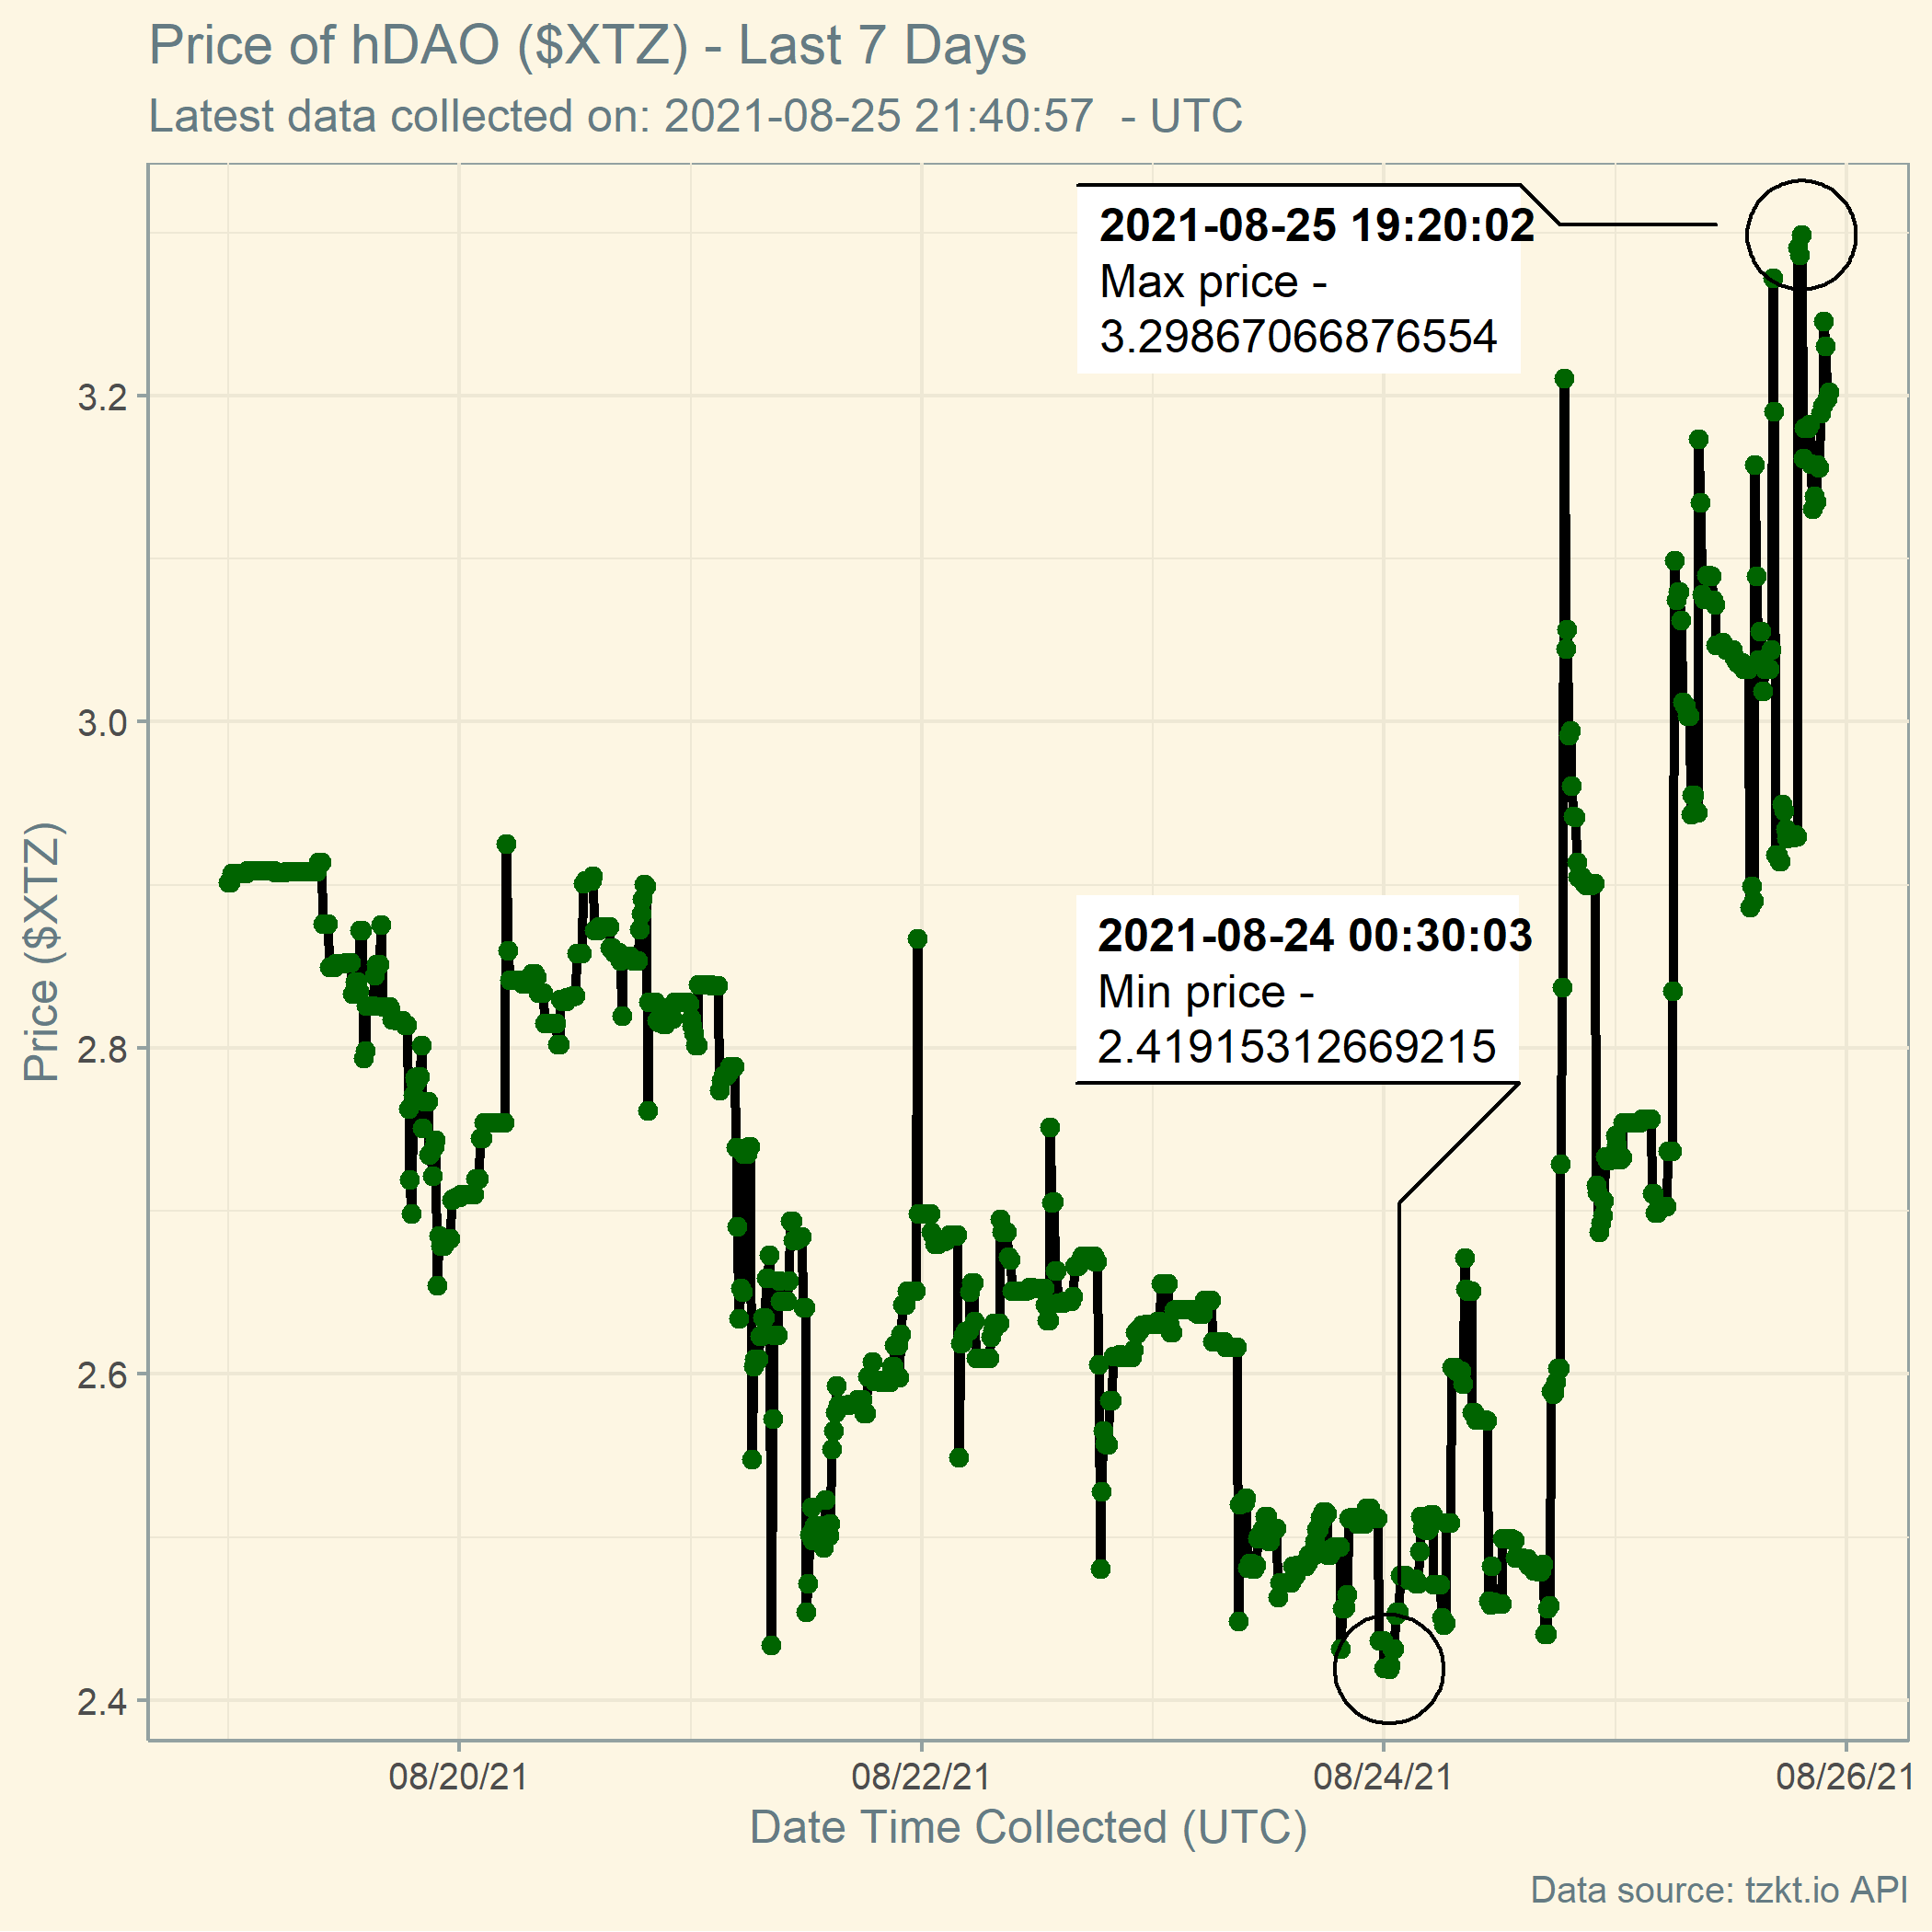 Price of hDAO ($XTZ) - Last 7 Days
Latest data collected on: 2021-08-25 21:40:57  - UTC
2021-08-25 19:20:02
Max price -
3.29867066876554
3.2
3.0
2.8
2.6
2.4
Price ($XTZ)
2021-08-24 00:30:03
Min price -
2.41915312669215
08/20/21
08/22/21
08/24/21
08/26/21
Date Time Collected (UTC)
Data source: tzkt.io API